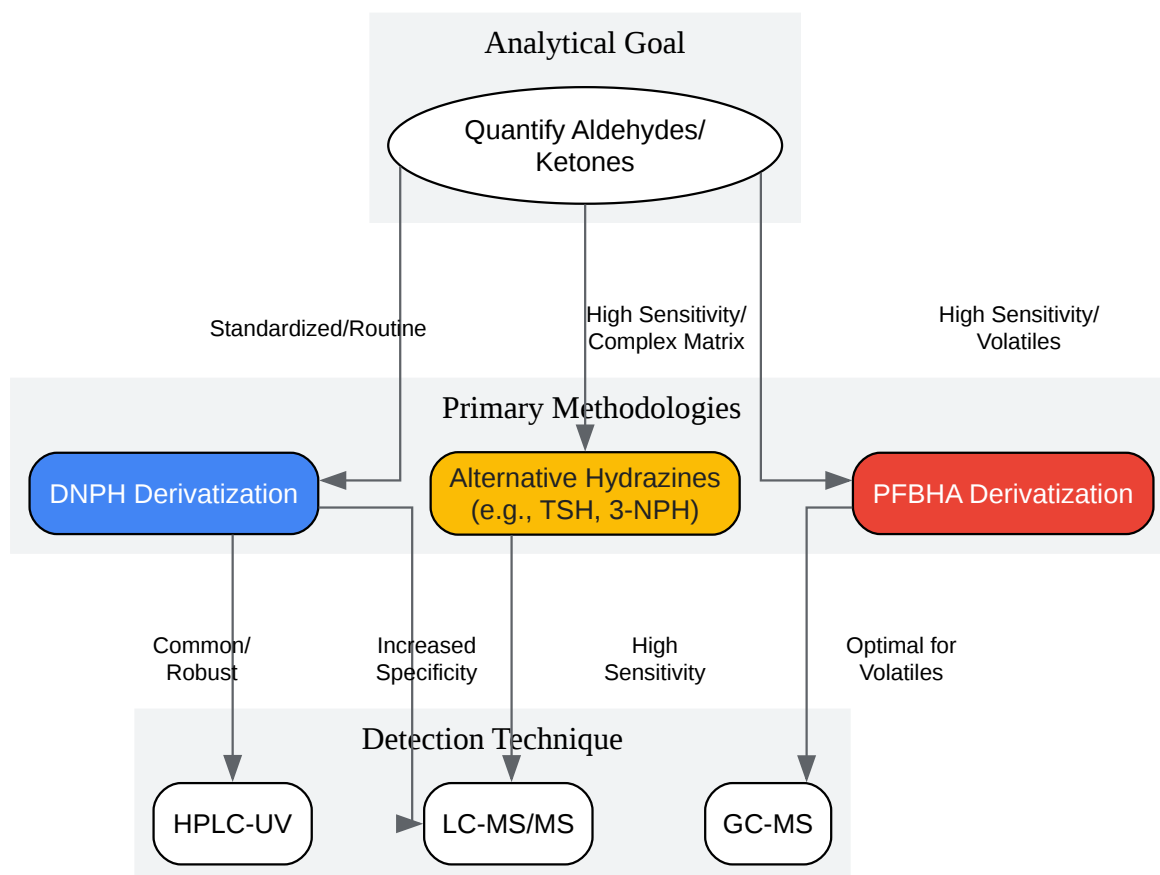 Analytical Goal
Quantify Aldehydes/
Ketones
Standardized/Routine
High Sensitivity/
Complex Matrix
High Sensitivity/
Volatiles
Primary Methodologies
DNPH Derivatization
Alternative Hydrazines
(e.g., TSH, 3-NPH)
PFBHA Derivatization
Common/
Robust
Increased
Specificity
High
Sensitivity
Optimal for
Volatiles
Detection Technique
HPLC-UV
LC-MS/MS
GC-MS